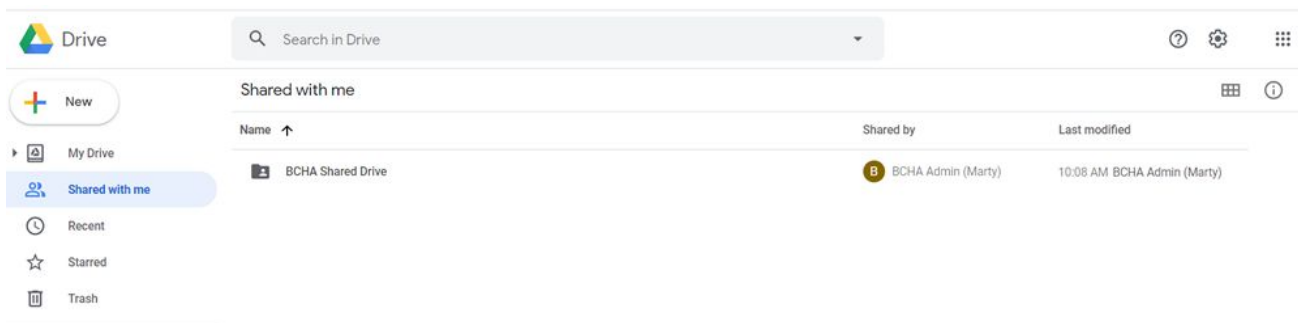 Drive
Search in Drive
New
Shared with me
Name Shared by Last modified
My Drive
BCHA Shared Drive B BCHA Admin (Marty) 10:08 AM BCHA Admin (Marty)
Shared with me
Recent
Starred
Trash